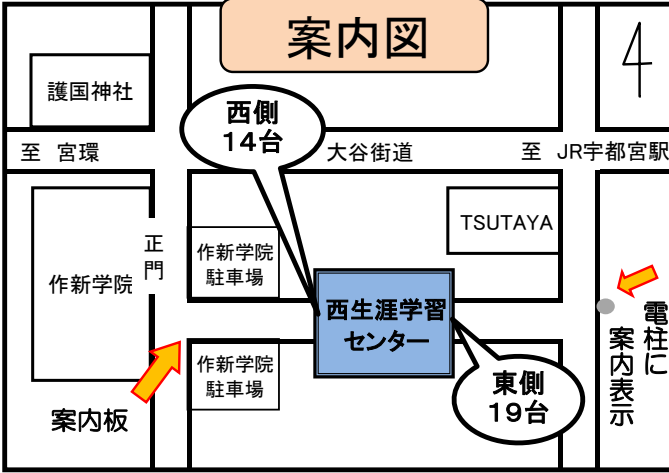 案内図
護国神社
西側
14台
至 宮環
大谷街道
至 JR宇都宮駅
TSUTAYA
正門
作新学院
作新学院
駐車場
西生涯学習
センター
作新学院
駐車場
東側
19台
案内板
電柱に
案内表示